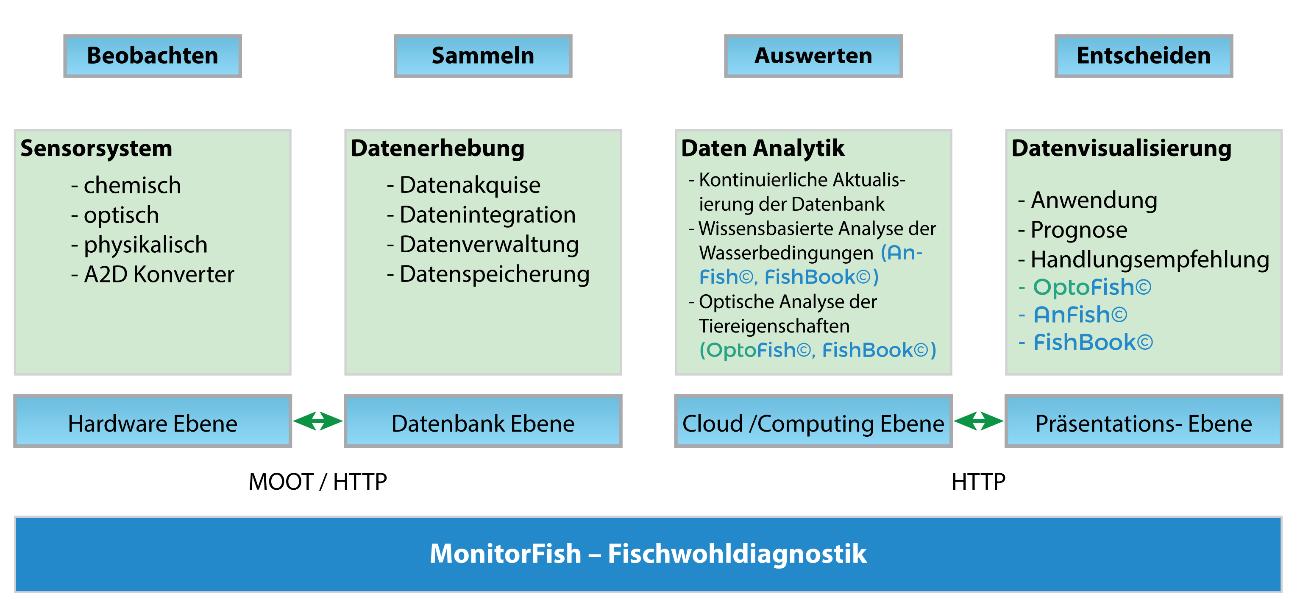 Beobachten
Sammeln
Auswerten
Entscheiden
Sensorsystem
- chemisch
- optisch
- physikalisch
- A2D Konverter
Datenerhebung
- Datenakquise
- Datenintegration
- Datenverwaltung
- Datenspeicherung
Daten Analytik
- Kontinuierliche Aktualis-
ierung der Datenbank
- Wissensbasierte Analyse der
Wasserbedingungen (An-
Fish©, FishBook©)
- Optische Analyse der
Tiereigenschaften
(OptoFish©, FishBook©)
Datenvisualisierung
- Anwendung
- Prognose
- Handlungsempfehlung
- OptoFish©
- AnFish©
- FishBook©
Hardware Ebene
Datenbank Ebene
Cloud /Computing Ebene
Präsentations- Ebene
MOOT / HTTP
HTTP
MonitorFish – Fischwohldiagnostik